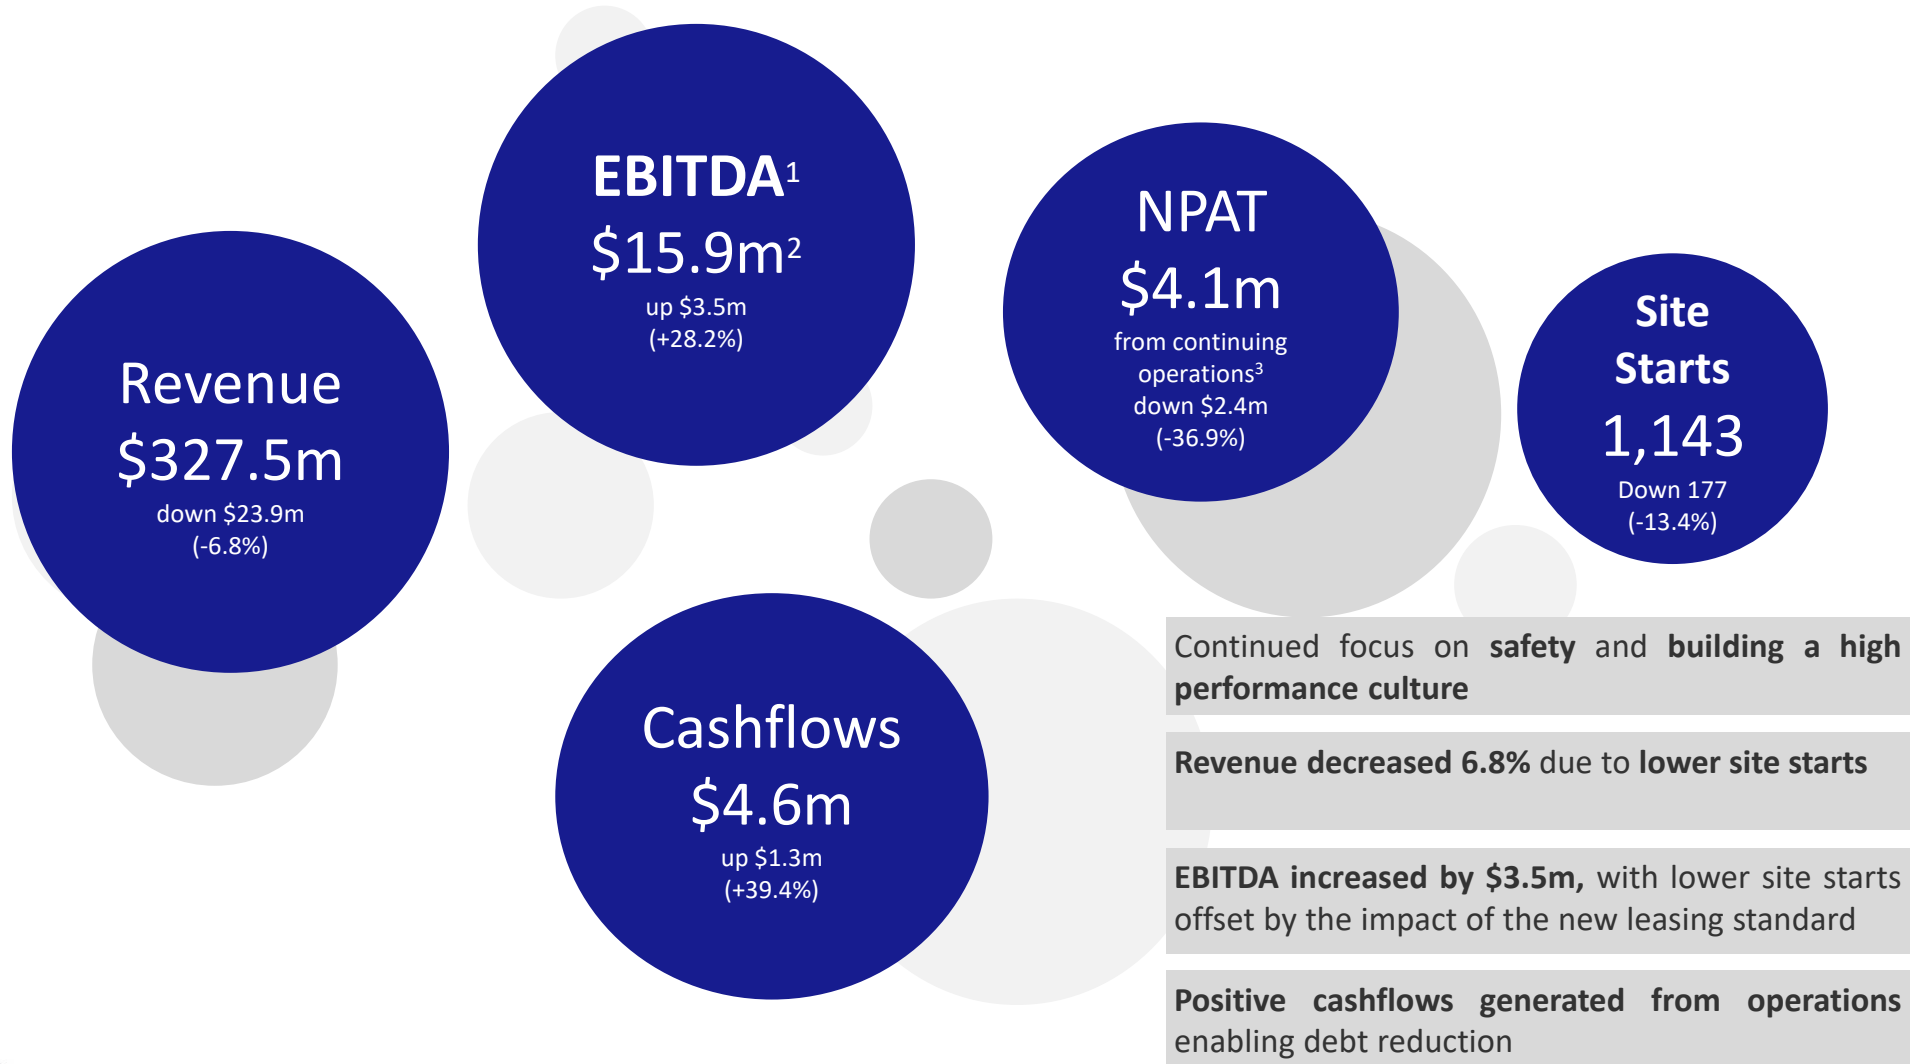 Revenue
$327.5m
down $23.9m
(-6.8%)
EBITDA1
$15.9m2
up $3.5m
(+28.2%)
NPAT
$4.1m
from continuing
operations3
down $2.4m
(-36.9%)
Site
Starts
1,143
Down 177
(-13.4%)
Cashflows
$4.6m
up $1.3m
(+39.4%)
Continued focus on safety and building a high
performance culture
Revenue decreased 6.8% due to lower site starts
EBITDA increased by $3.5m, with lower site starts
offset by the impact of the new leasing standard
Positive cashflows generated from operations
enabling debt reduction